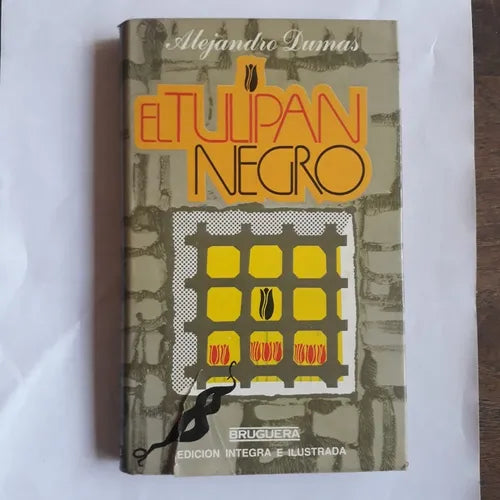 Alejandro Dumas
EL TULIPAN
NEGRO
BRUGUERA
EDICION INTEGRA E ILUSTRADA